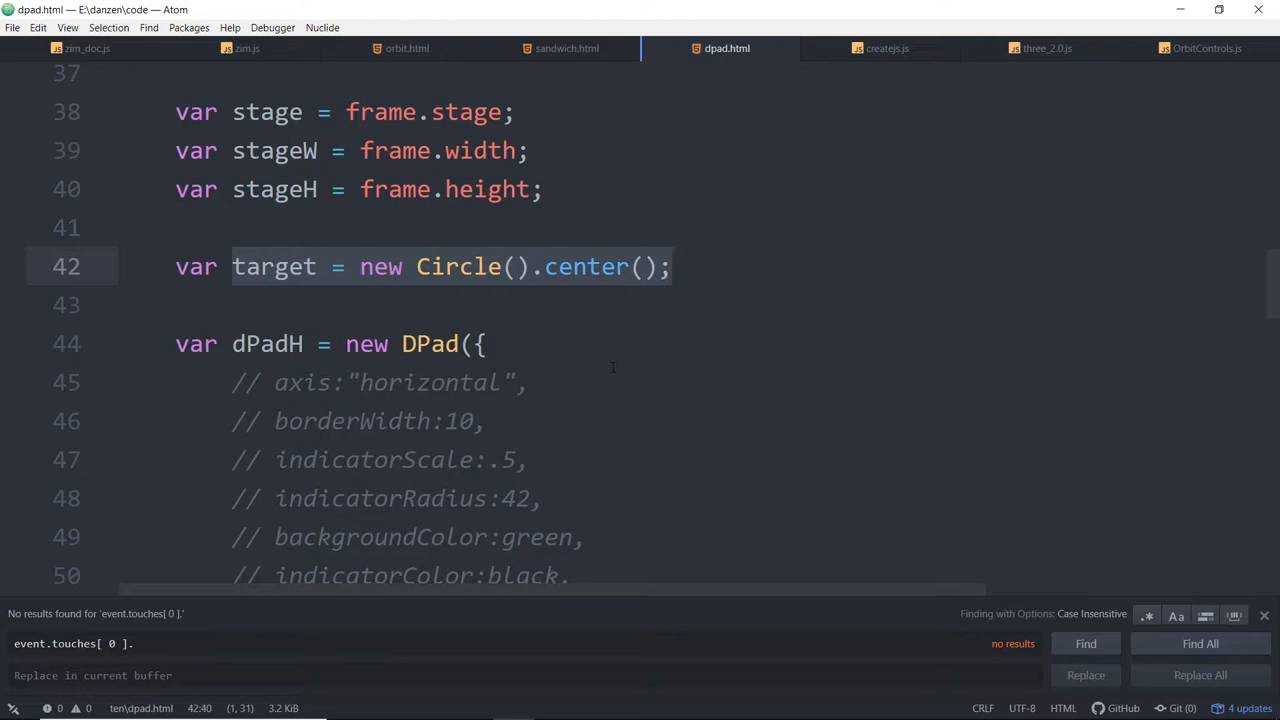 dpad.html — E:\danzen\code — Atom
File Edit View Selection Find Packages Help Debugger Nuclide
zim_doc.js zim.js orbit.html sandwich.html dpad.html createjs.js three_2.0.js OrbitControls.js
37
38 var stage = frame.stage;
39 var stageW = frame.width;
40 var stageH = frame.height;
41
42 var target = new Circle().center();
43
44 var dPadH = new DPad({
45 // axis:"horizontal",
46 // borderWidth:10,
47 // indicatorScale:.5,
48 // indicatorRadius:42,
49 // backgroundColor:green,
50 // indicatorColor:black,
No results found for 'event.touches[ 0 ].' Finding with Options: Case Insensitive .* Aa
event.touches[ 0 ]. no results Find Find All
Replace in current buffer Replace Replace All
0 0 ten\dpad.html 42:40 (1, 31) 3.2 KiB CRLF UTF-8 HTML GitHub Git (0) 4 updates